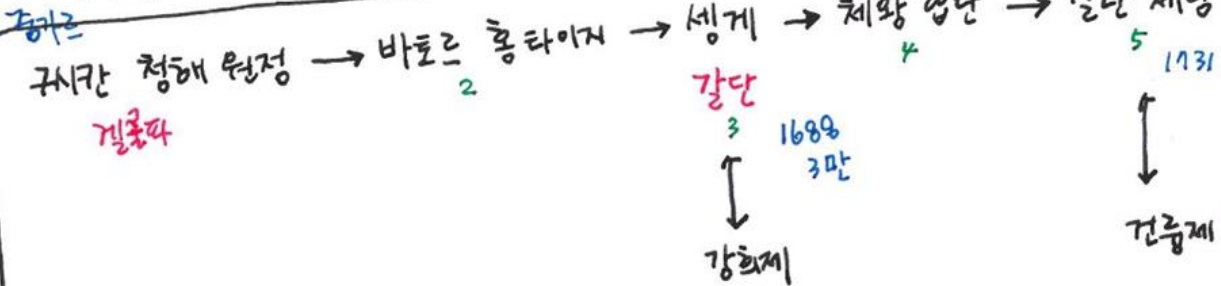 중가르
구시칸 청해 원정 → 바토르 홍타이지 → 셍게 → 체왕 랍단 → 갈단 체링
2 4 5
겔룩파 갈단 1731
3 1688
3만
강희제 건륭제